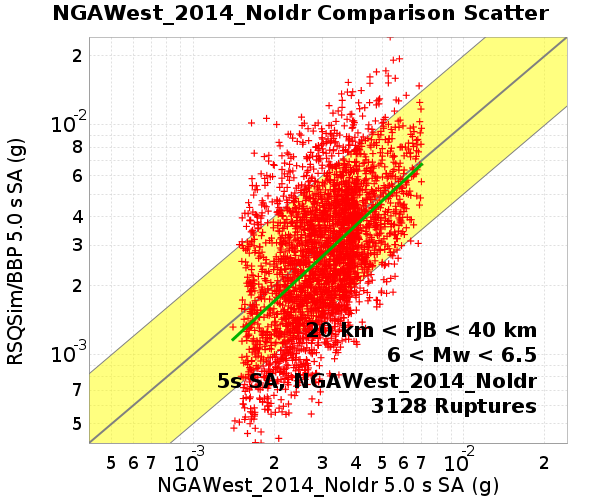 NGAWest_2014_NoIdr Comparison Scatter
RSQSim/BBP 5.0 s SA (g)
2
10-2
8
6
4
3
2
10-3
7
5
20 km < rJB < 40 km
6 < Mw < 6.5
5s SA, NGAWest_2014_NoIdr
3128 Ruptures
5 6 7 10-3 2 3 4 5 6 7 10-2 2
NGAWest_2014_NoIdr 5.0 s SA (g)